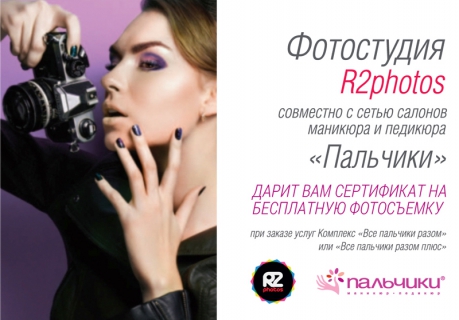 Фотостудия
R2photos
совместно с сетью салонов
маникюра и педикюра
«Пальчики»
ДАРИТ ВАМ СЕРТИФИКАТ НА
БЕСПЛАТНУЮ ФОТОСЪЕМКУ
при заказе услуг Комплекс «Все пальчики разом»
или «Все пальчики разом плюс»
R2
photos
пальчики®
маникюр-педикюр